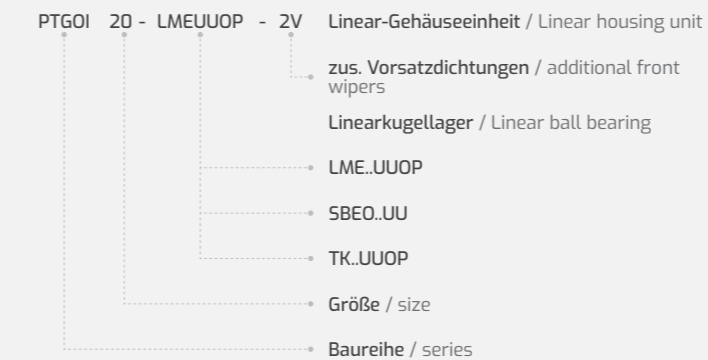 PTGOI 20 - LMEUUOP - 2V Linear-Gehäuseeinheit / Linear housing unit
zus. Vorsatzdichtungen / additional front
wipers
Linearkugellager / Linear ball bearing
LME..UUOP
SBEO..UU
TK..UUOP
Größe / size
Baureihe / series